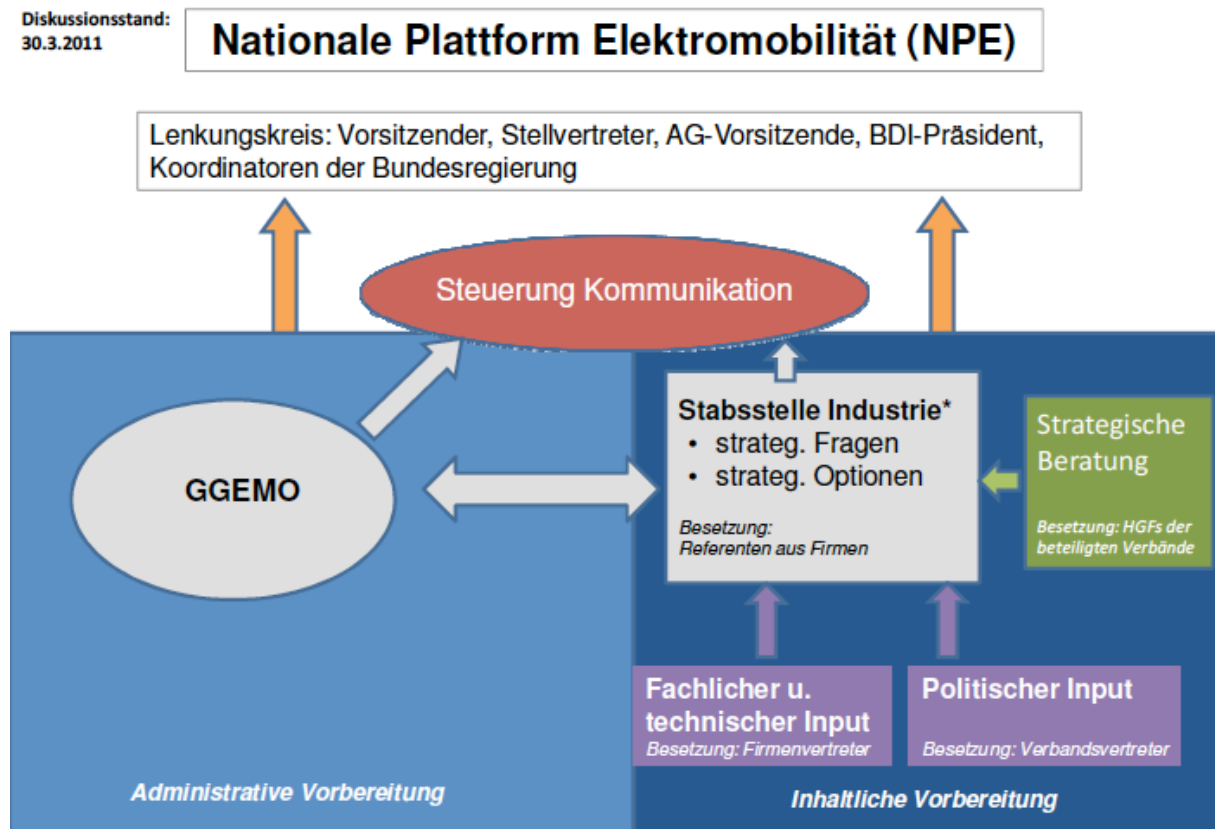 Diskussionsstand:
30.3.2011
Nationale Plattform Elektromobilität (NPE)
Lenkungskreis: Vorsitzender, Stellvertreter, AG-Vorsitzende, BDI-Präsident,
Koordinatoren der Bundesregierung
Steuerung Kommunikation
GGEMO
Stabsstelle Industrie*
• strateg. Fragen
• strateg. Optionen
Besetzung:
Referenten aus Firmen
Strategische
Beratung
Besetzung: HGFs der
beteiligten Verbände
Fachlicher u.
technischer Input
Besetzung: Firmenvertreter
Politischer Input
Besetzung: Verbandsvertreter
Administrative Vorbereitung
Inhaltliche Vorbereitung